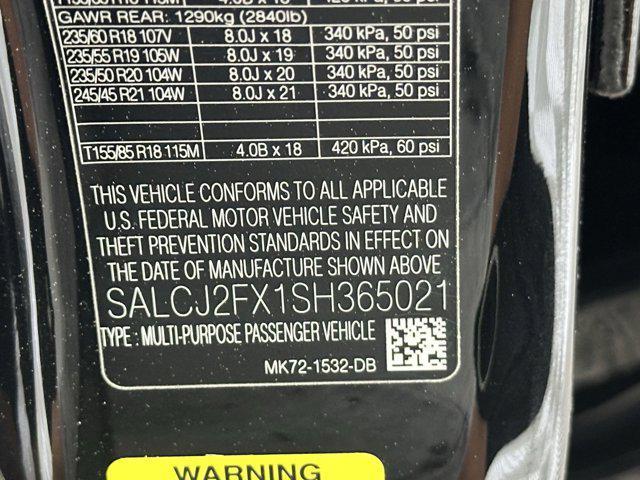 GAWR REAR: 1290kg (2840lb)
235/60 R18 107V 8.0J x 18 340 kPa, 50 psi
235/55 R19 105W 8.0J x 19 340 kPa, 50 psi
235/50 R20 104W 8.0J x 20 340 kPa, 50 psi
245/45 R21 104W 8.0J x 21 340 kPa, 50 psi
T155/85 R18 115M 4.0B x 18 420 kPa, 60 psi
THIS VEHICLE CONFORMS TO ALL APPLICABLE
U.S. FEDERAL MOTOR VEHICLE SAFETY AND
THEFT PREVENTION STANDARDS IN EFFECT ON
THE DATE OF MANUFACTURE SHOWN ABOVE
SALCJ2FX1SH365021
TYPE : MULTI-PURPOSE PASSENGER VEHICLE
MK72-1532-DB
WARNING